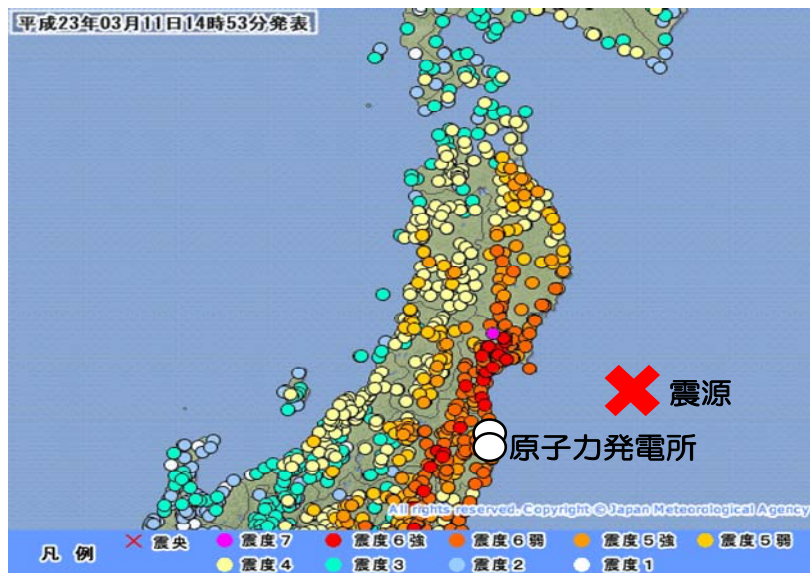 平成23年03月11日14時53分発表
震源
原子力発電所
All rights reserved. Copyright © Japan Meteorological Agency
凡 例 震央 震度7 震度6強 震度6弱 震度5強 震度5弱
震度4 震度3 震度2 震度1